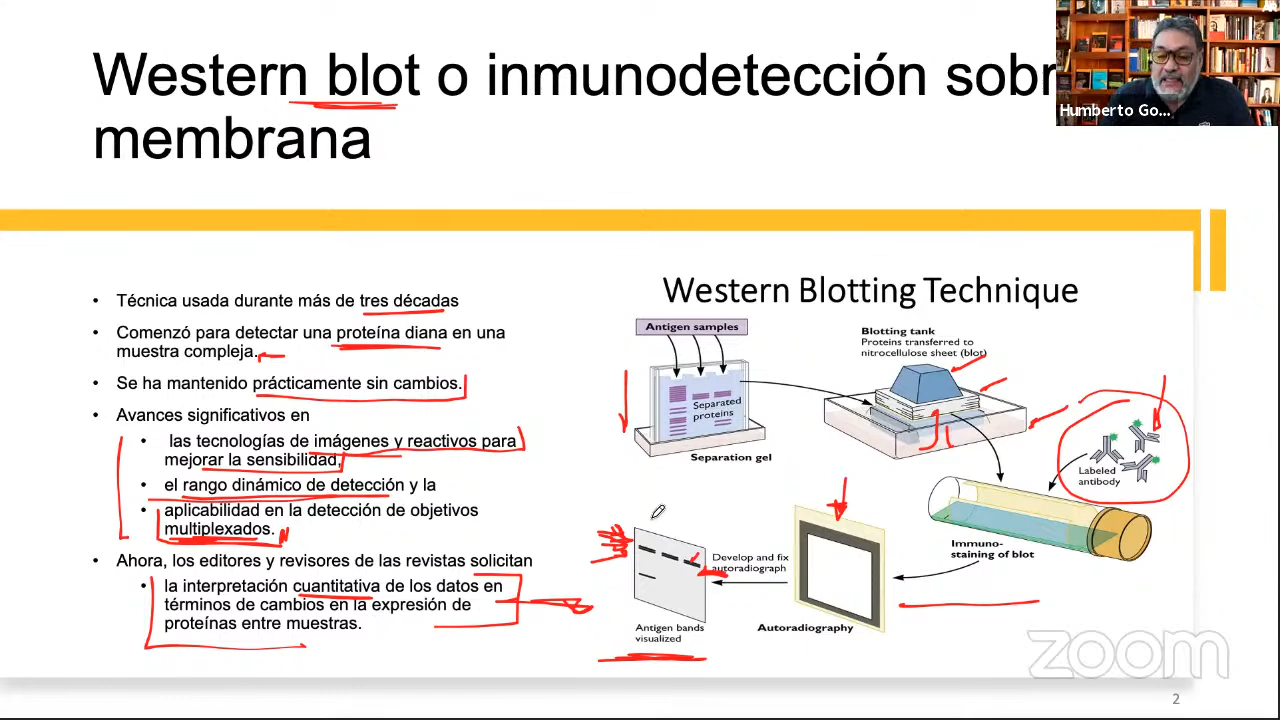 Western blot o inmunodetección sobr
membrana
Humberto Go...
• Técnica usada durante más de tres décadas
• Comenzó para detectar una proteína diana en una
muestra compleja.
• Se ha mantenido prácticamente sin cambios.
• Avances significativos en
• las tecnologías de imágenes y reactivos para
mejorar la sensibilidad,
• el rango dinámico de detección y la
• aplicabilidad en la detección de objetivos
multiplexados.
• Ahora, los editores y revisores de las revistas solicitan
• la interpretación cuantitativa de los datos en
términos de cambios en la expresión de
proteínas entre muestras.
Western Blotting Technique
Antigen samples
Separated
proteins
Separation gel
Blotting tank
Proteins transferred to
nitrocellulose sheet (blot)
Labeled
antibody
Immuno-
staining of blot
Autoradiography
Develop and fix
autoradiograph
Antigen bands
visualized
zoom
2